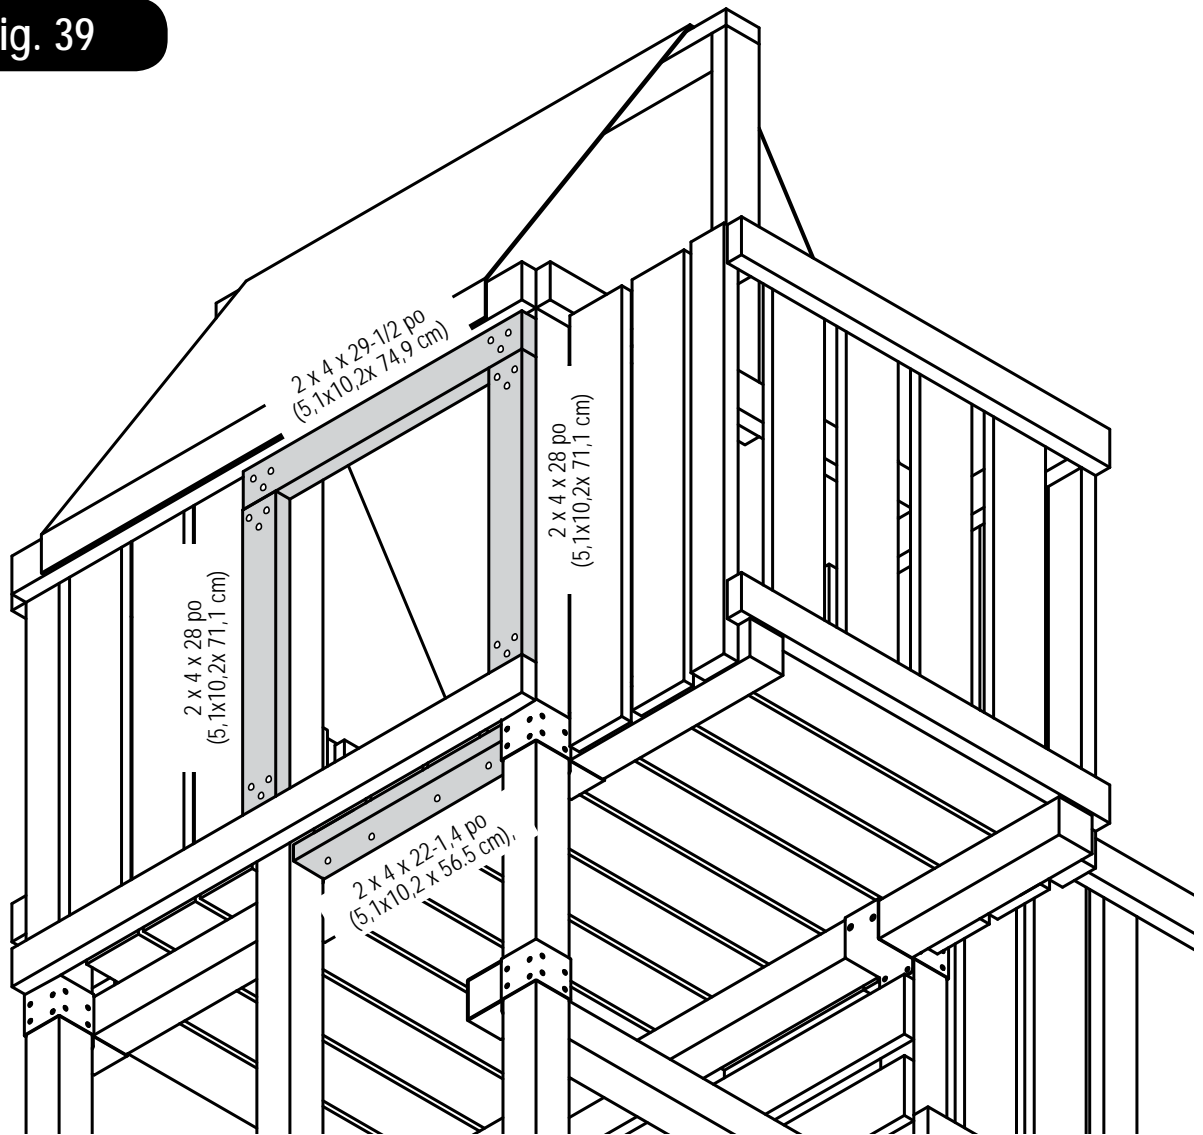 ig. 39
2 x 4 x 29-1/2 po
(5,1x10,2x 74,9 cm)
2 x 4 x 28 po
(5,1x10,2x 71,1 cm)
2 x 4 x 28 po
(5,1x10,2x 71,1 cm)
2 x 4 x 22-1,4 po
(5,1x10,2 x 56.5 cm),